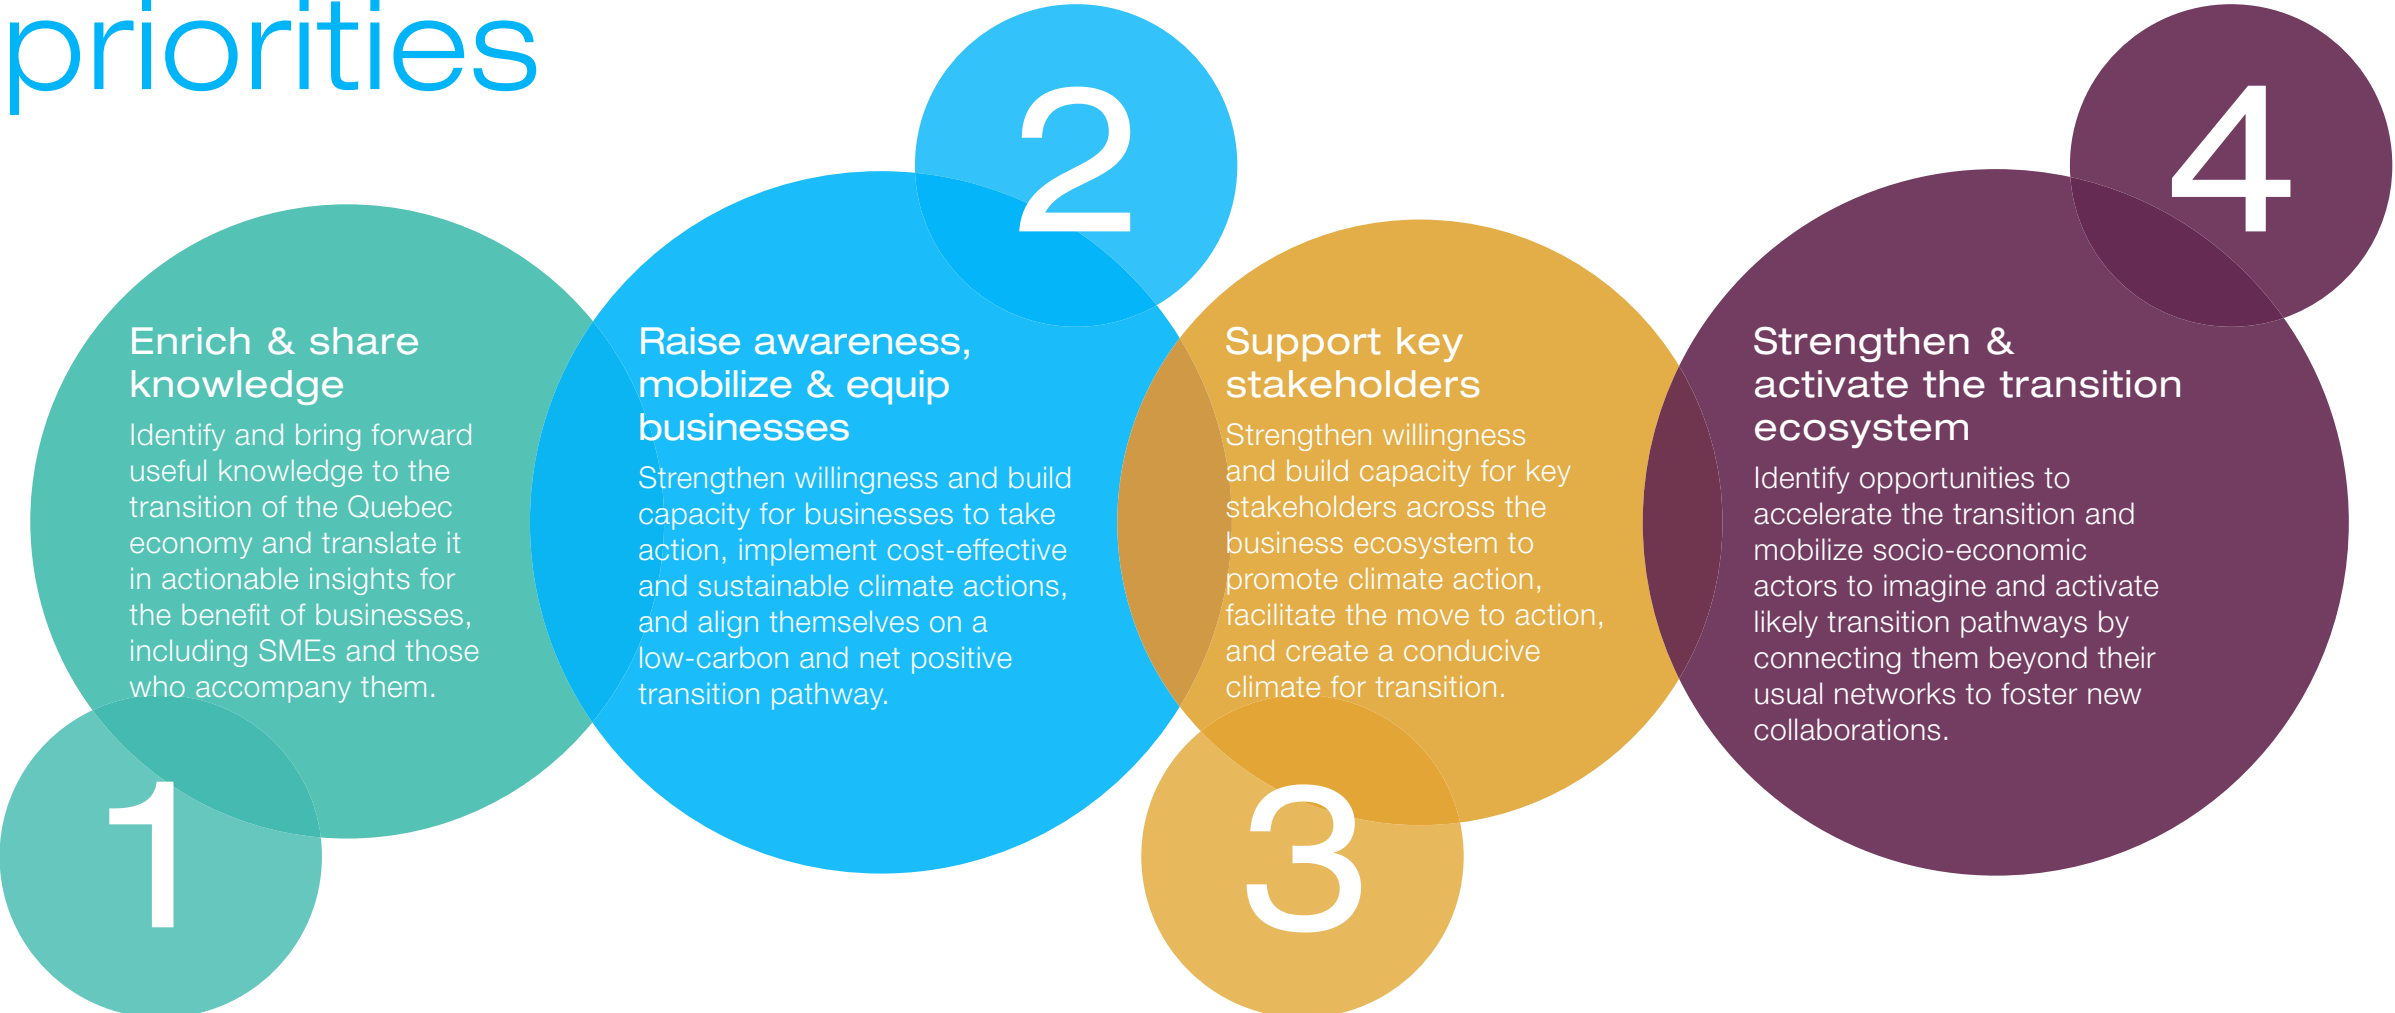 priorities
1
Enrich & share
knowledge
Identify and bring forward
useful knowledge to the
transition of the Quebec
economy and translate it
in actionable insights for
the benefit of businesses,
including SMEs and those
who accompany them.
2
Raise awareness,
mobilize & equip
businesses
Strengthen willingness and build
capacity for businesses to take
action, implement cost-effective
and sustainable climate actions,
and align themselves on a
low-carbon and net positive
transition pathway.
3
Support key
stakeholders
Strengthen willingness
and build capacity for key
stakeholders across the
business ecosystem to
promote climate action,
facilitate the move to action,
and create a conducive
climate for transition.
4
Strengthen &
activate the transition
ecosystem
Identify opportunities to
accelerate the transition and
mobilize socio-economic
actors to imagine and activate
likely transition pathways by
connecting them beyond their
usual networks to foster new
collaborations.